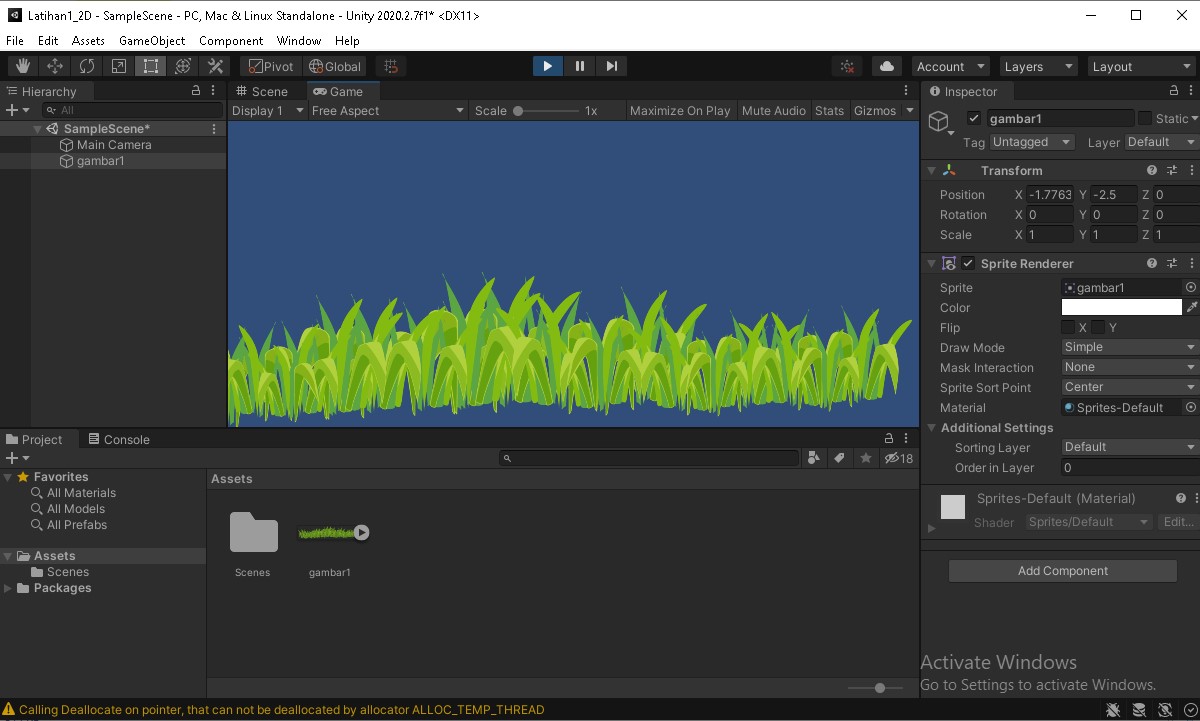 Latihan1_2D - SampleScene - PC, Mac & Linux Standalone - Unity 2020.2.7f1* <DX11>
File Edit Assets GameObject Component Window Help
Pivot Global Account Layers Layout
Hierarchy
All
SampleScene*
Main Camera
gambar1
Scene Game
Display 1 Free Aspect Scale 1x Maximize On Play Mute Audio Stats Gizmos
Inspector
gambar1 Static
Tag Untagged Layer Default
Transform
Position X -1.7763 Y -2.5 Z 0
Rotation X 0 Y 0 Z 0
Scale X 1 Y 1 Z 1
Sprite Renderer
Sprite gambar1
Color
Flip X Y
Draw Mode Simple
Mask Interaction None
Sprite Sort Point Center
Material Sprites-Default
Additional Settings
Sorting Layer Default
Order in Layer 0
Sprites-Default (Material)
Shader Sprites/Default Edit...
Add Component
Project Console
18
Favorites
All Materials
All Models
All Prefabs
Assets
Scenes
Packages
Assets
Scenes gambar1
Activate Windows
Go to Settings to activate Windows.
Calling Deallocate on pointer, that can not be deallocated by allocator ALLOC_TEMP_THREAD